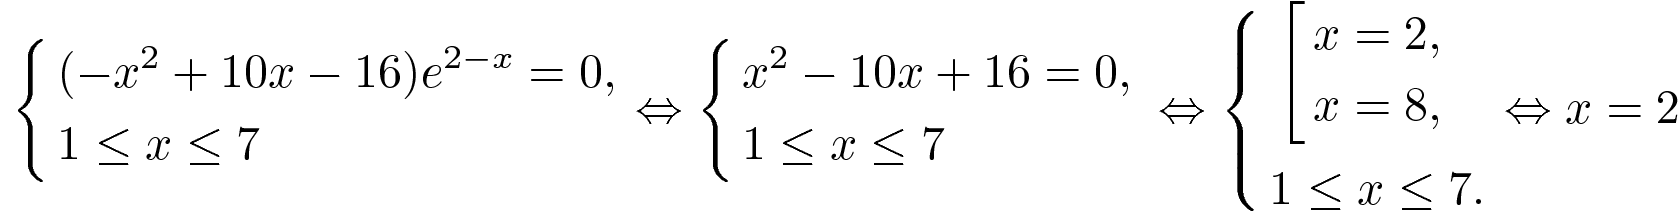 { (−x² + 10x − 16)e^{2−x} = 0, 1 ≤ x ≤ 7 ⇔ { x² − 10x + 16 = 0, 1 ≤ x ≤ 7 ⇔ { [ x = 2, x = 8, 1 ≤ x ≤ 7. ⇔ x = 2